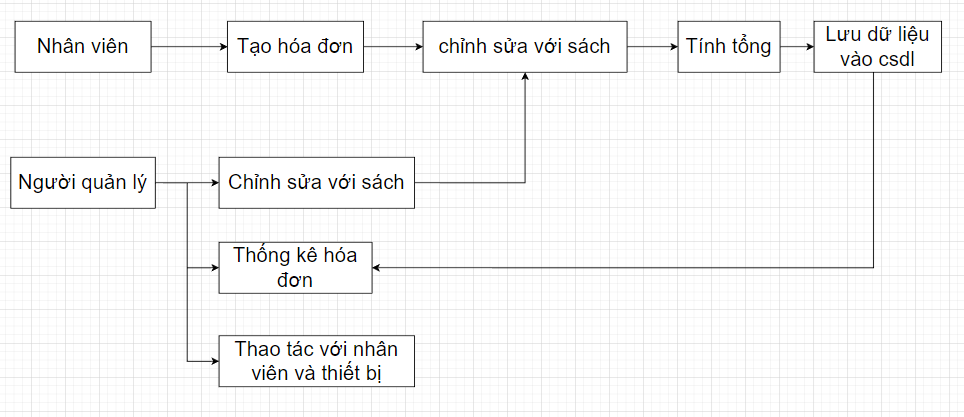 Nhân viên
Tạo hóa đơn
chỉnh sửa với sách
Tính tổng
Lưu dữ liệu
vào csdl
Người quản lý
Chỉnh sửa với sách
Thống kê hóa
đơn
Thao tác với nhân
viên và thiết bị